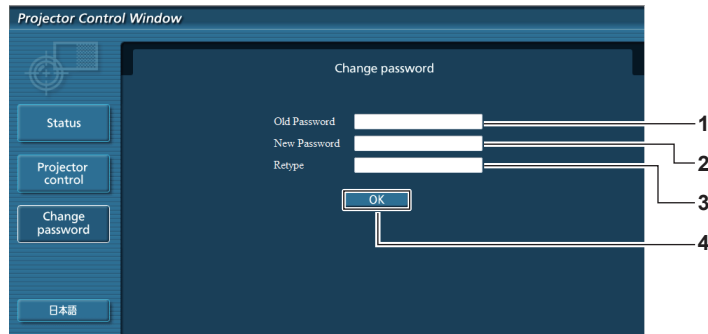 Projector Control Window
Change password
Status
Projector
control
Change
password
日本語
Old Password
New Password
Retype
OK
1
2
3
4